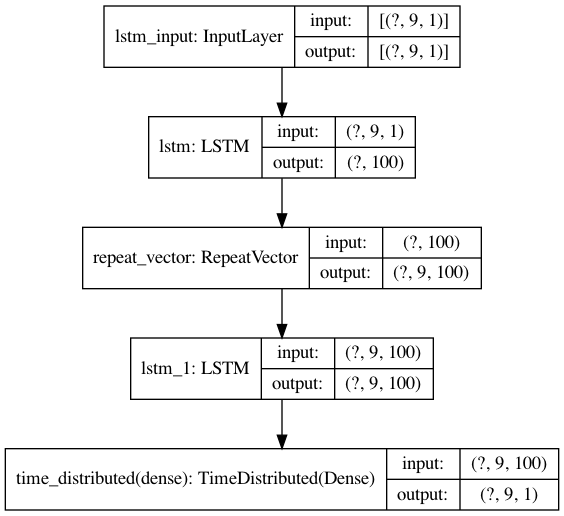 lstm_input: InputLayer
input:
[(?, 9, 1)]
output:
[(?, 9, 1)]
lstm: LSTM
input:
(?, 9, 1)
output:
(?, 100)
repeat_vector: RepeatVector
input:
(?, 100)
output:
(?, 9, 100)
lstm_1: LSTM
input:
(?, 9, 100)
output:
(?, 9, 100)
time_distributed(dense): TimeDistributed(Dense)
input:
(?, 9, 100)
output:
(?, 9, 1)